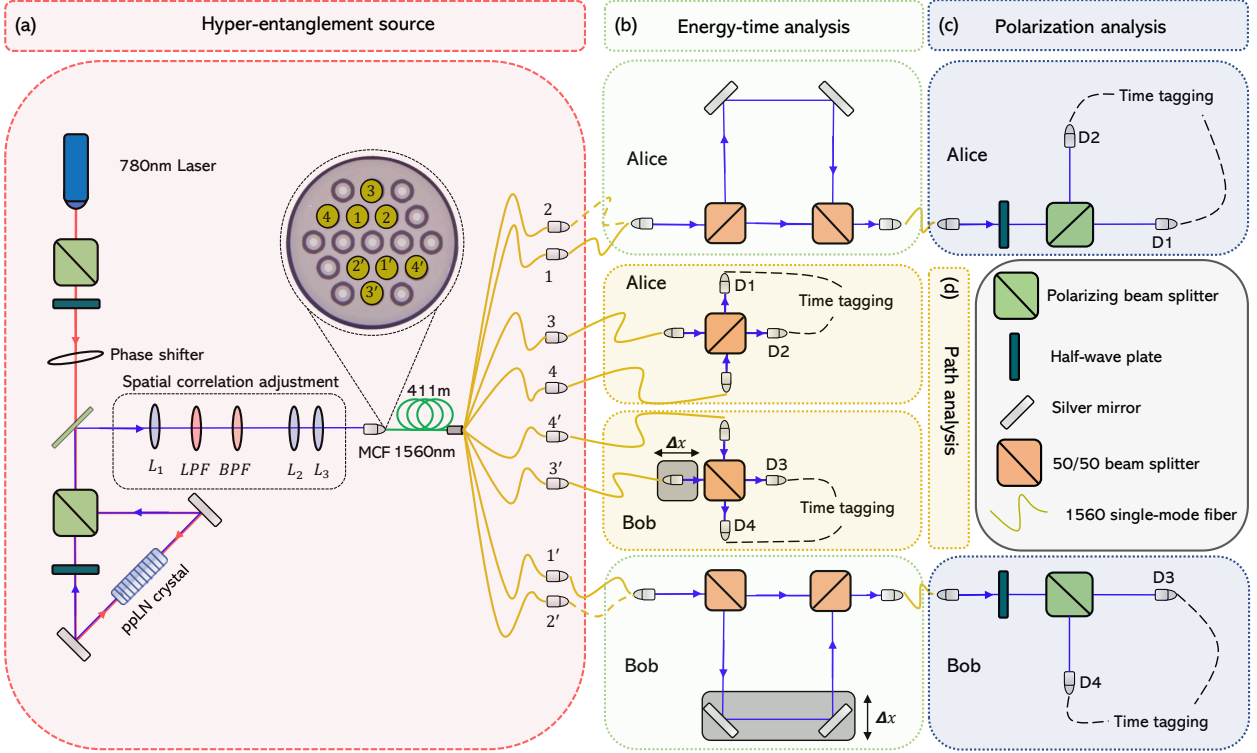 (a)
Hyper-entanglement source
780nm Laser
Phase shifter
Spatial correlation adjustment
L₁
LPF
BPF
L₂
L₃
ppLN crystal
3
4
1
2
2′
1′
4′
3′
411m
MCF
1560nm
2
1
3
4
4′
3′
1′
2′
(b)
Energy-time analysis
Alice
Alice
D1
D2
Time tagging
Δx
D3
D4
Time tagging
Bob
Bob
Δx
(c)
Polarization analysis
Alice
Time tagging
D2
D1
(d)
Path analysis
Polarizing beam splitter
Half-wave plate
Silver mirror
50/50 beam splitter
1560 single-mode fiber
D3
Bob
D4
Time tagging